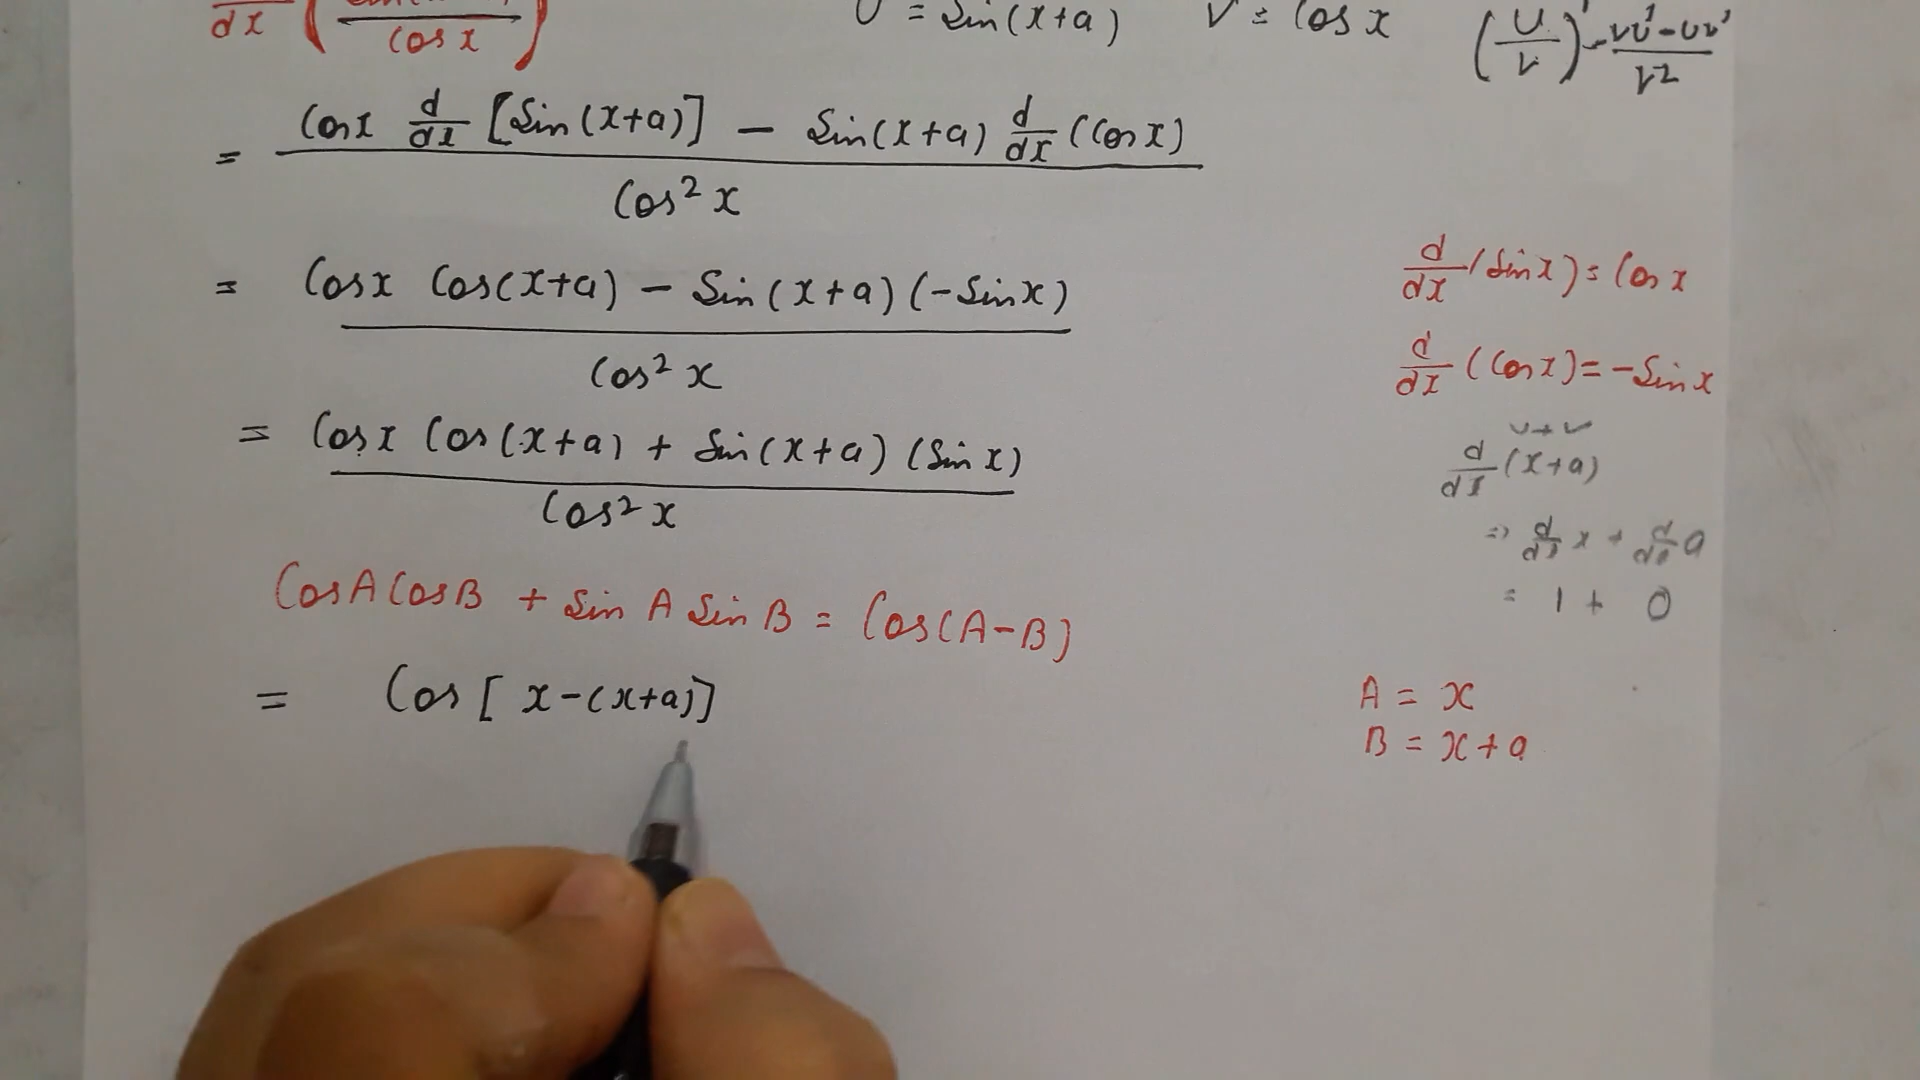 d/dx ( / cos x )
U = Sin(x+a) V = Cos x (U/V)' = VU'-UV' / V²
= Cos x d/dx [Sin(x+a)] - Sin(x+a) d/dx (Cos x) / Cos² x
= Cos x Cos(x+a) - Sin(x+a)(-Sin x) / Cos² x
= Cos x Cos(x+a) + Sin(x+a)(Sin x) / Cos² x
CosA CosB + Sin A Sin B = Cos(A-B)
= Cos [ x-(x+a)]
d/dx (Sin x) = Cos x
d/dx (Cos x) = -Sin x
U+V
d/dx (x+a)
=> d/dx x + d/dx a
= 1 + 0
A = x
B = x+a